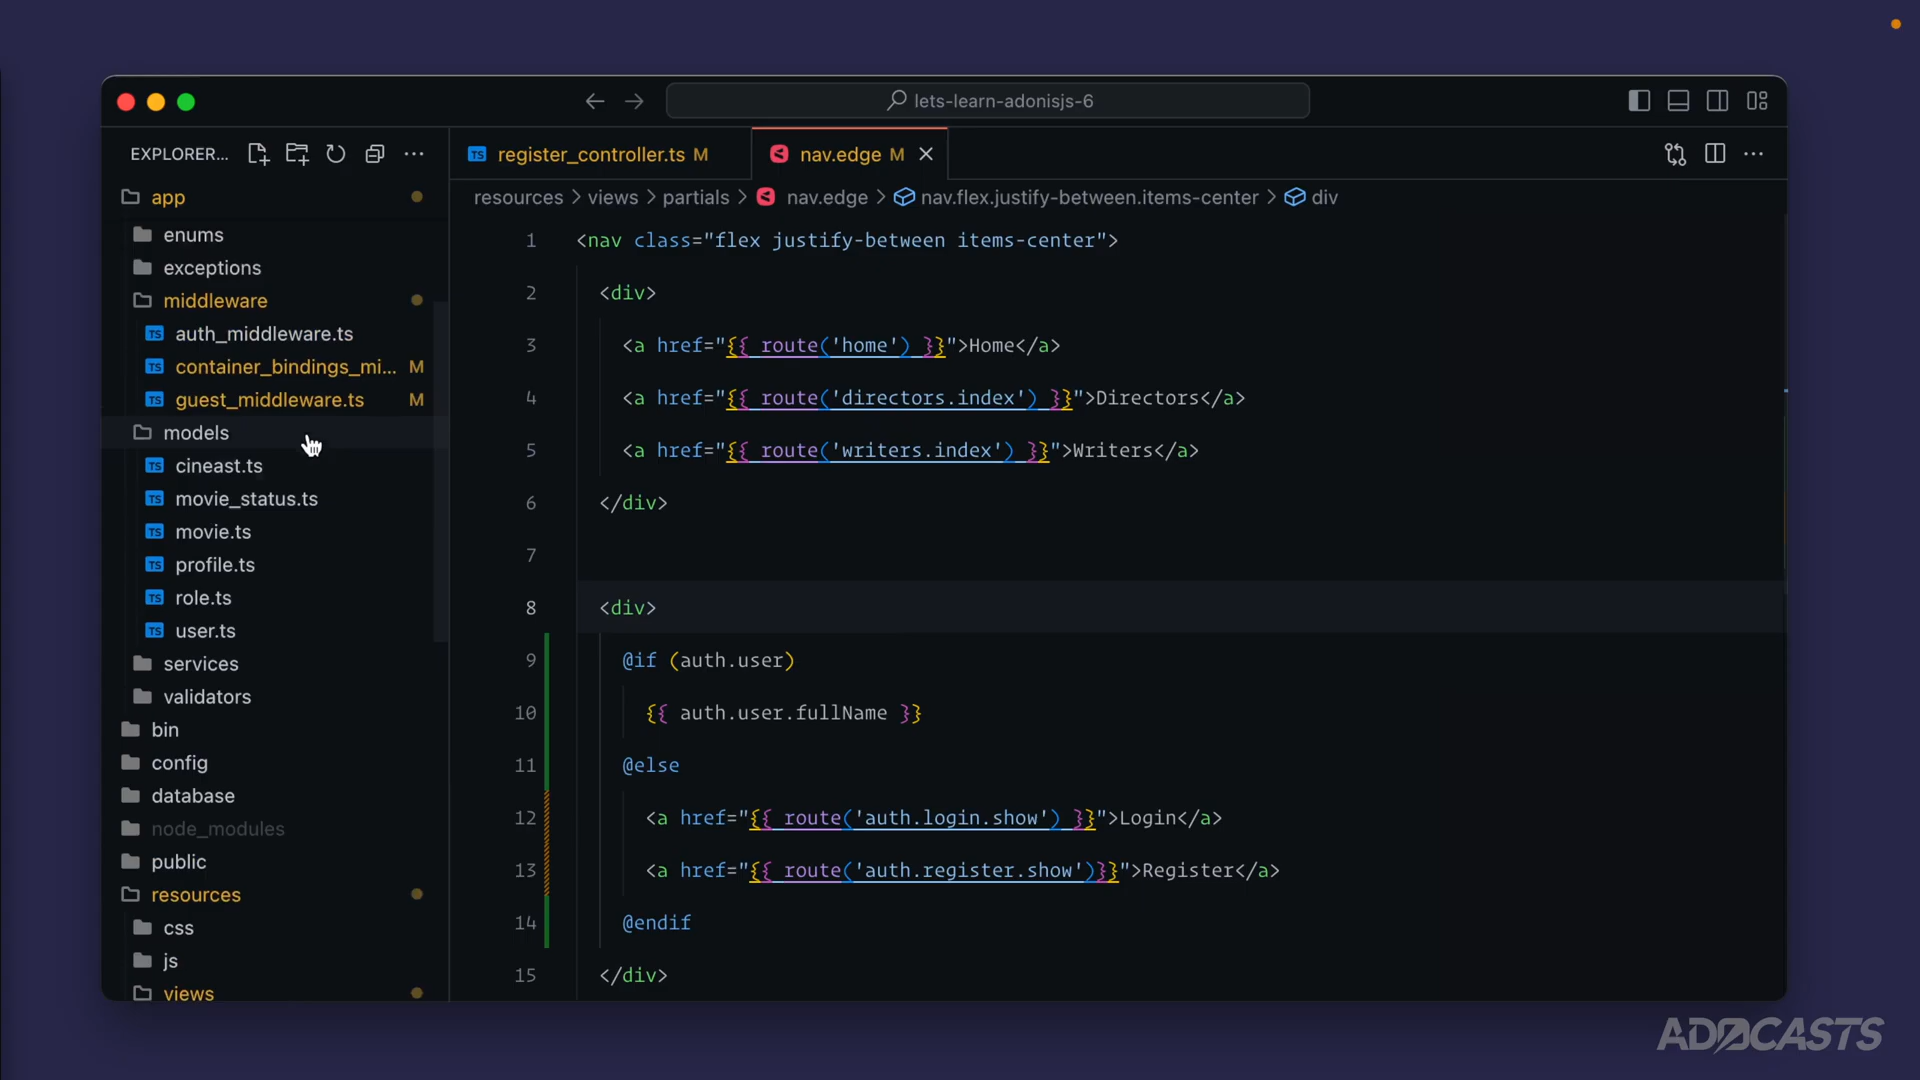 lets-learn-adonisjs-6
EXPLORER...
app
enums
exceptions
middleware
auth_middleware.ts
container_bindings_mi... M
guest_middleware.ts M
models
cineast.ts
movie_status.ts
movie.ts
profile.ts
role.ts
user.ts
services
validators
bin
config
database
node_modules
public
resources
css
js
views
register_controller.ts M
nav.edge M
resources > views > partials > nav.edge > nav.flex.justify-between.items-center > div
1 <nav class="flex justify-between items-center">
2 <div>
3 <a href="{{ route('home') }}">Home</a>
4 <a href="{{ route('directors.index') }}">Directors</a>
5 <a href="{{ route('writers.index') }}">Writers</a>
6 </div>
7
8 <div>
9 @if (auth.user)
10 {{ auth.user.fullName }}
11 @else
12 <a href="{{ route('auth.login.show') }}">Login</a>
13 <a href="{{ route('auth.register.show')}}">Register</a>
14 @endif
15 </div>
ADOCASTS